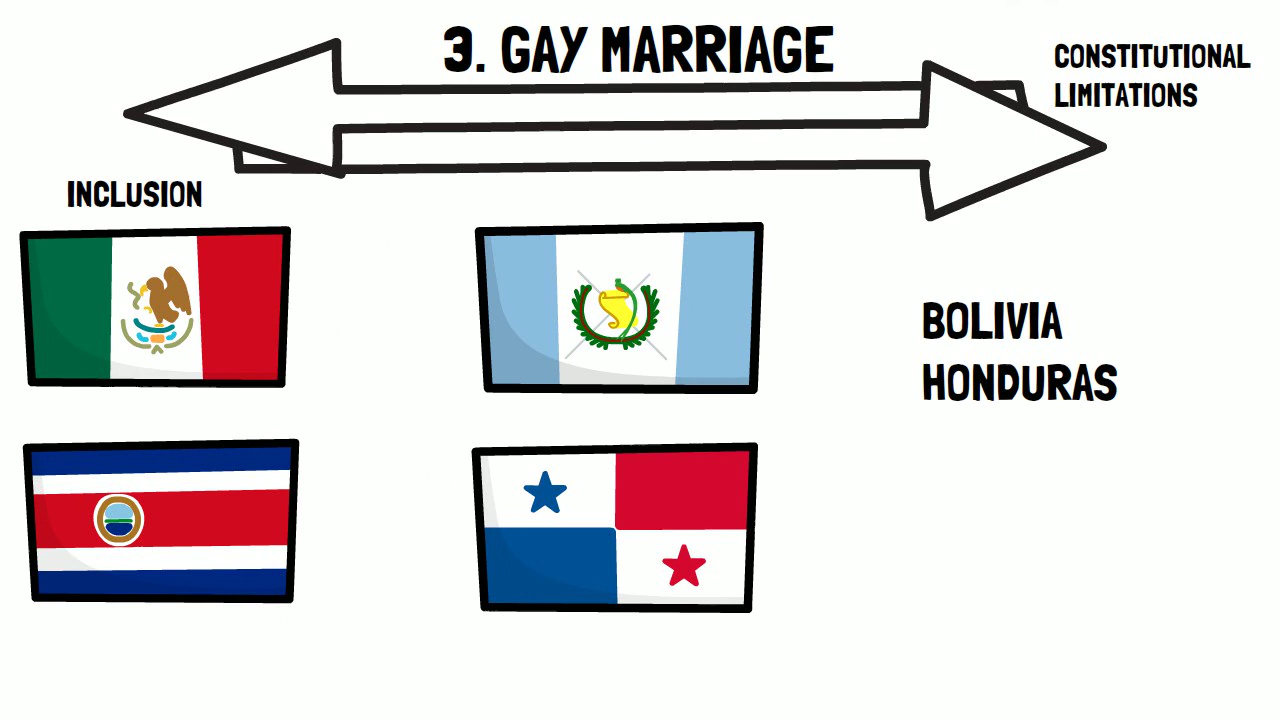 3. GAY MARRIAGE
CONSTITUTIONAL
LIMITATIONS
INCLUSION
BOLIVIA
HONDURAS